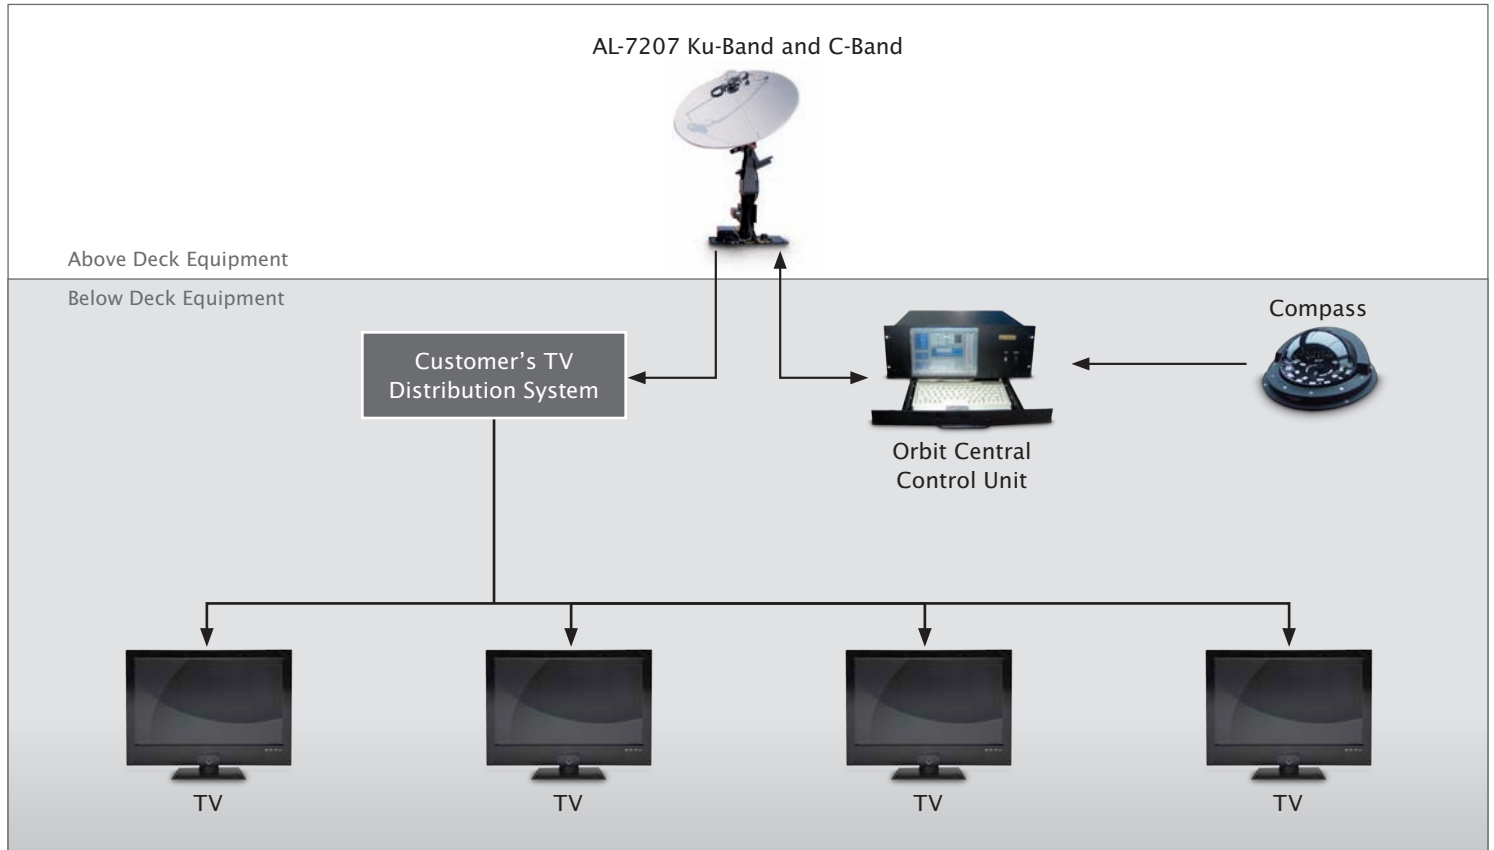 AL-7207 Ku-Band and C-Band
Above Deck Equipment
Below Deck Equipment
Compass
Customer’s TV
Distribution System
Orbit Central
Control Unit
TV
TV
TV
TV